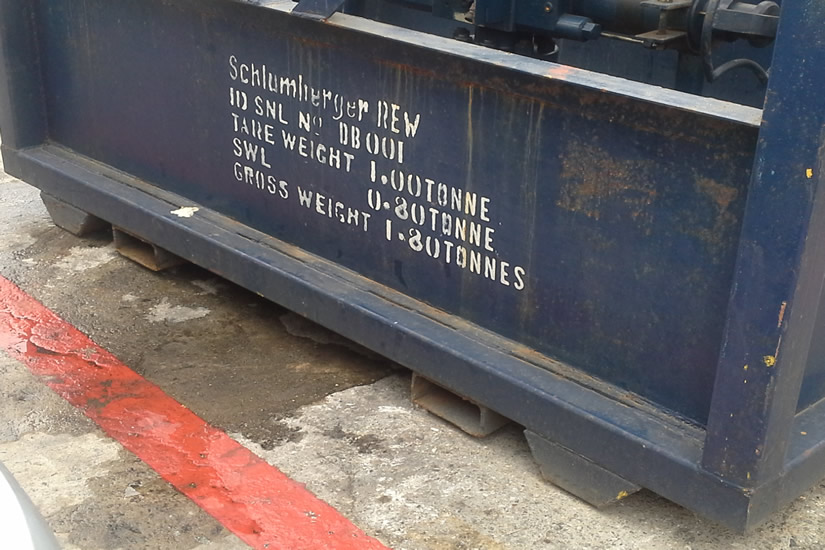 Schlumberger REW
ID SNL Nº DB001
TARE WEIGHT 1.00TONNE
SWL 0.80TONNE
GROSS WEIGHT 1.80TONNES